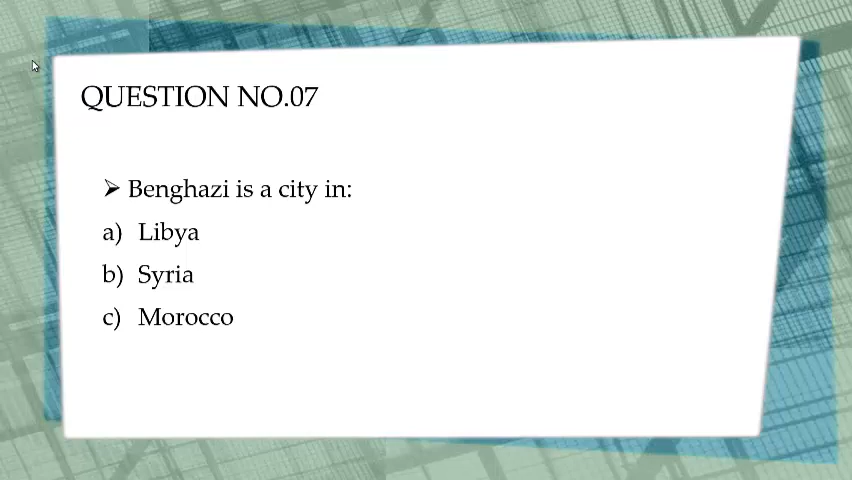 QUESTION NO.07
➢ Benghazi is a city in:
a) Libya
b) Syria
c) Morocco